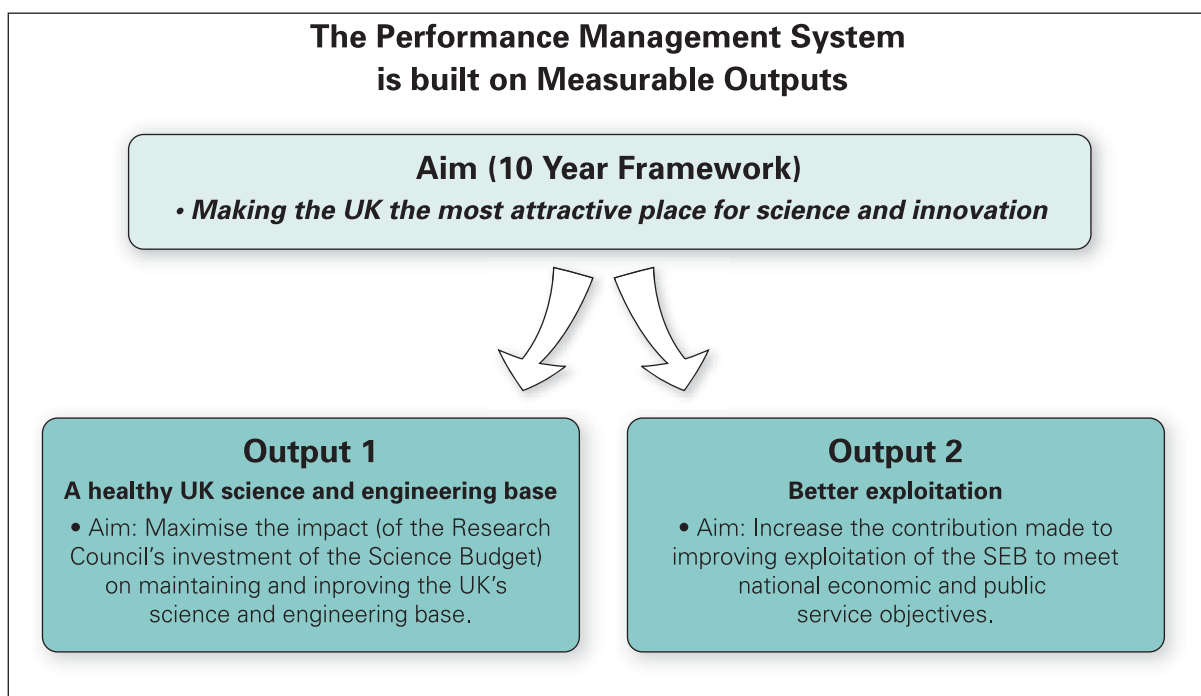 The Performance Management System
is built on Measurable Outputs
Aim (10 Year Framework)
• Making the UK the most attractive place for science and innovation
Output 1
A healthy UK science and engineering base
• Aim: Maximise the impact (of the Research
Council's investment of the Science Budget)
on maintaining and inproving the UK's
science and engineering base.
Output 2
Better exploitation
• Aim: Increase the contribution made to
improving exploitation of the SEB to meet
national economic and public
service objectives.